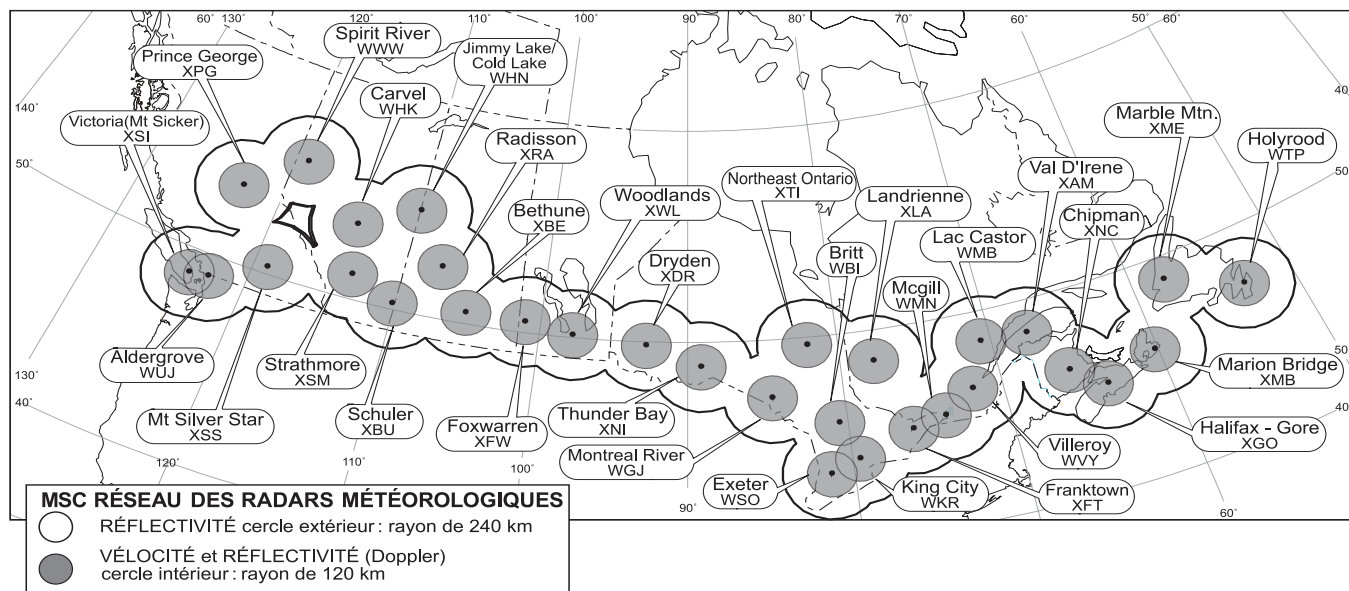 60° 130° 120° 110° 100° 90° 80° 70° 60° 50° 60°
140°
50°
130°
40°
120°
110°
100°
90°
80°
70°
60°
40°
50°
50°
40°
Prince George
XPG
Spirit River
WWW
Jimmy Lake/
Cold Lake
WHN
Victoria(Mt Sicker)
XSI
Carvel
WHK
Radisson
XRA
Bethune
XBE
Woodlands
XWL
Dryden
XDR
Northeast Ontario
XTI
Britt
WBI
Landrienne
XLA
Mcgill
WMN
Lac Castor
WMB
Val D'Irene
XAM
Chipman
XNC
Marble Mtn.
XME
Holyrood
WTP
Aldergrove
WUJ
Mt Silver Star
XSS
Strathmore
XSM
Schuler
XBU
Foxwarren
XFW
Thunder Bay
XNI
Montreal River
WGJ
Exeter
WSO
King City
WKR
Franktown
XFT
Villeroy
WVY
Halifax - Gore
XGO
Marion Bridge
XMB
MSC RÉSEAU DES RADARS MÉTÉOROLOGIQUES
RÉFLECTIVITÉ cercle extérieur : rayon de 240 km
VÉLOCITÉ et RÉFLECTIVITÉ (Doppler)
cercle intérieur : rayon de 120 km